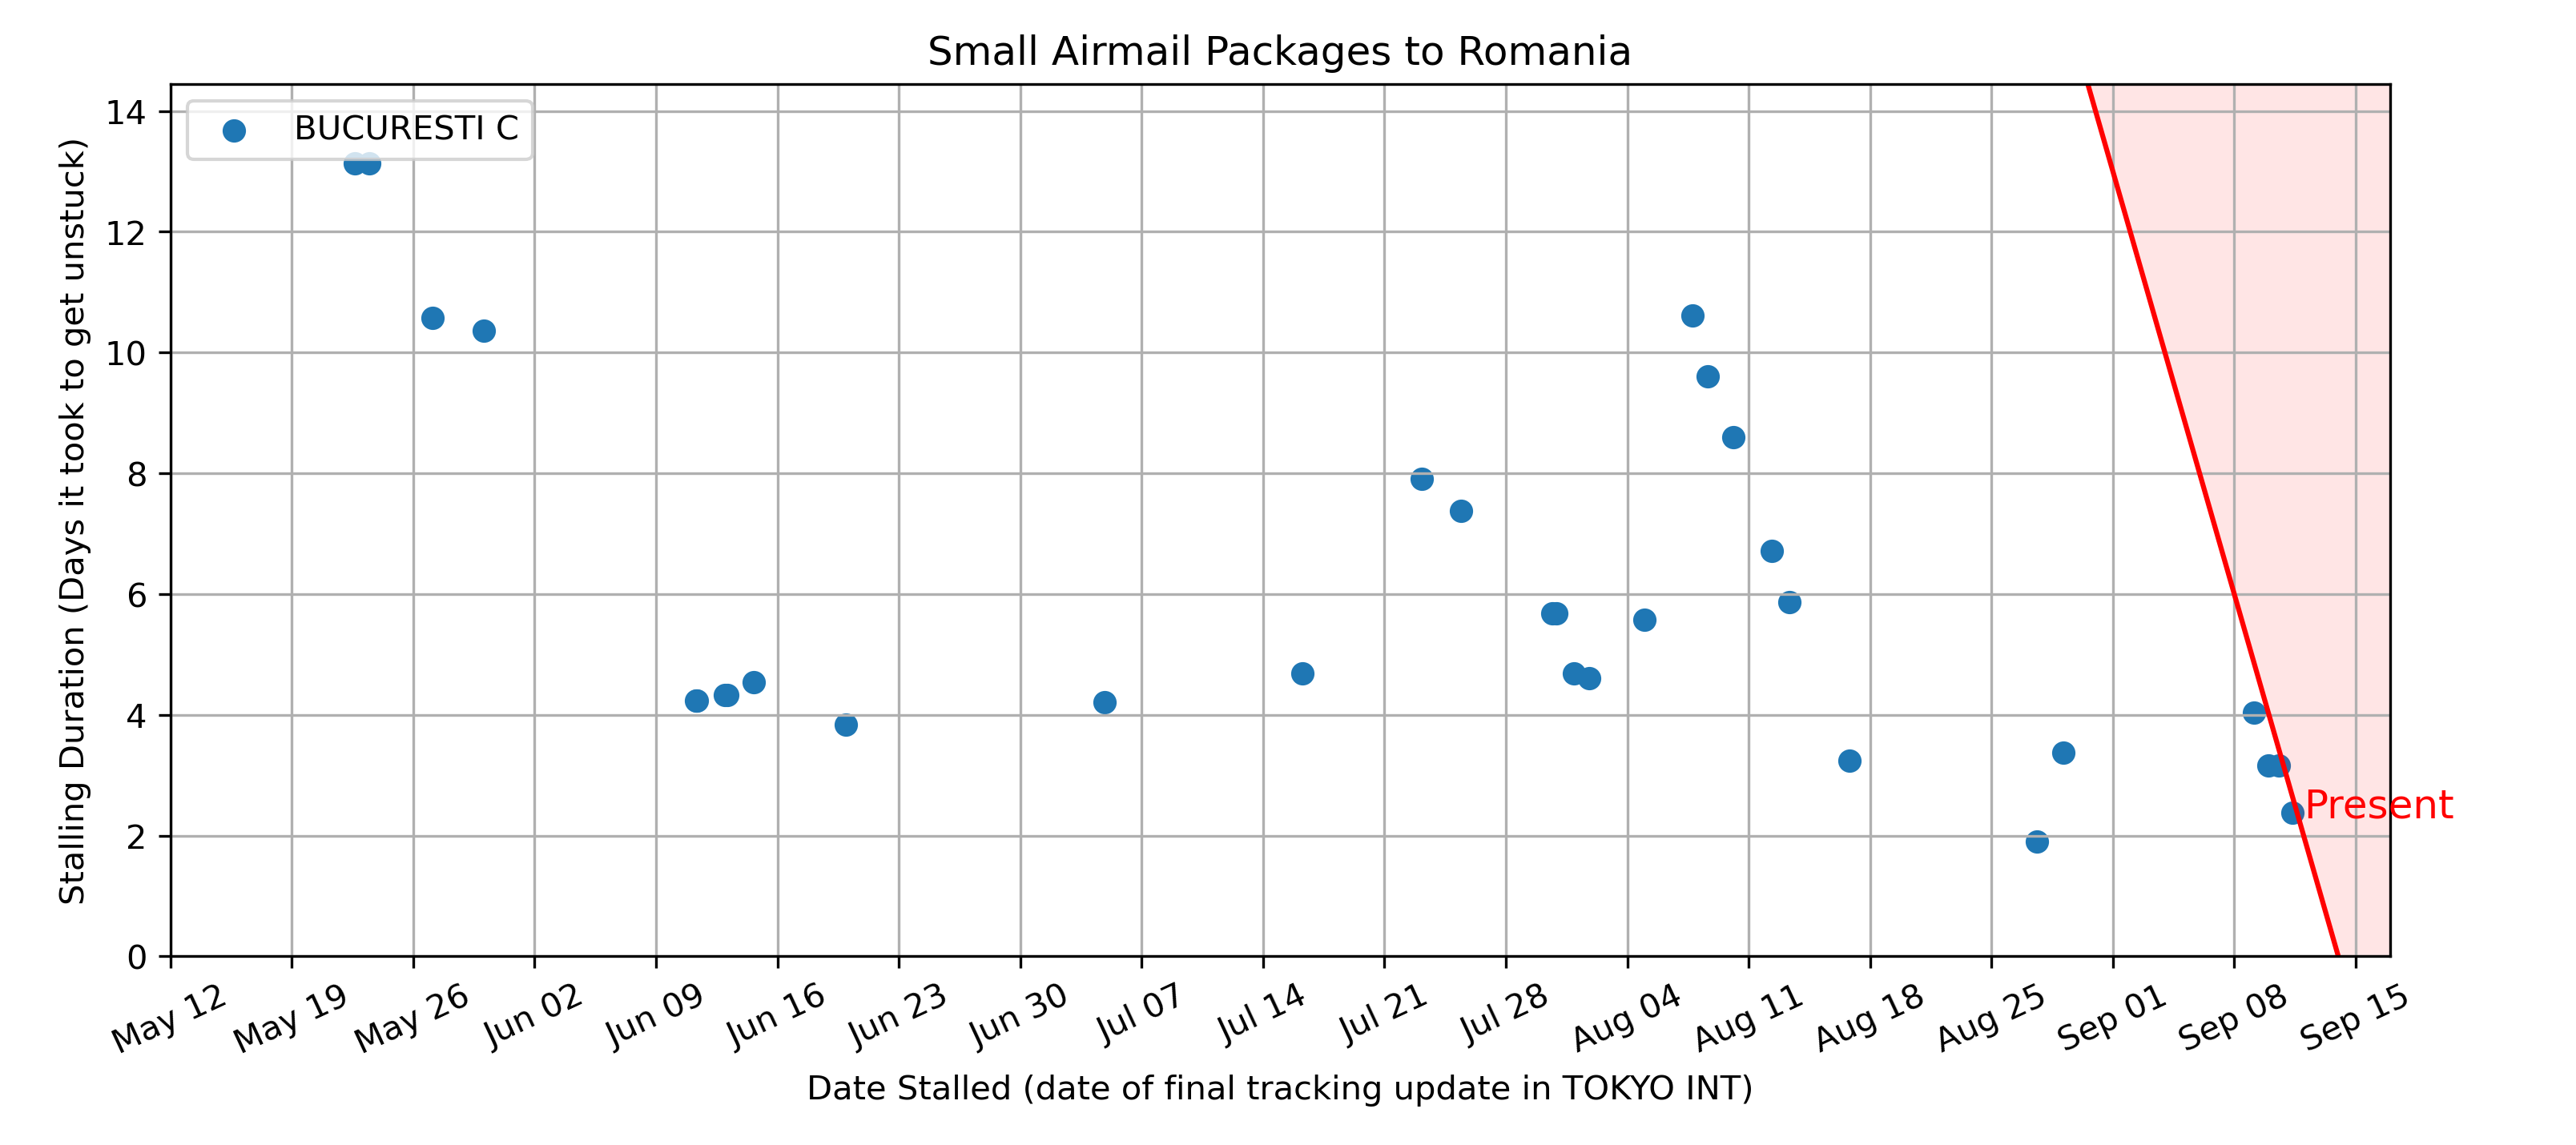 Small Airmail Packages to Romania
BUCURESTI C
Stalling Duration (Days it took to get unstuck)
14
12
10
8
6
4
2
0
Present
May 12
May 19
May 26
Jun 02
Jun 09
Jun 16
Jun 23
Jun 30
Jul 07
Jul 14
Jul 21
Jul 28
Aug 04
Aug 11
Aug 18
Aug 25
Sep 01
Sep 08
Sep 15
Date Stalled (date of final tracking update in TOKYO INT)